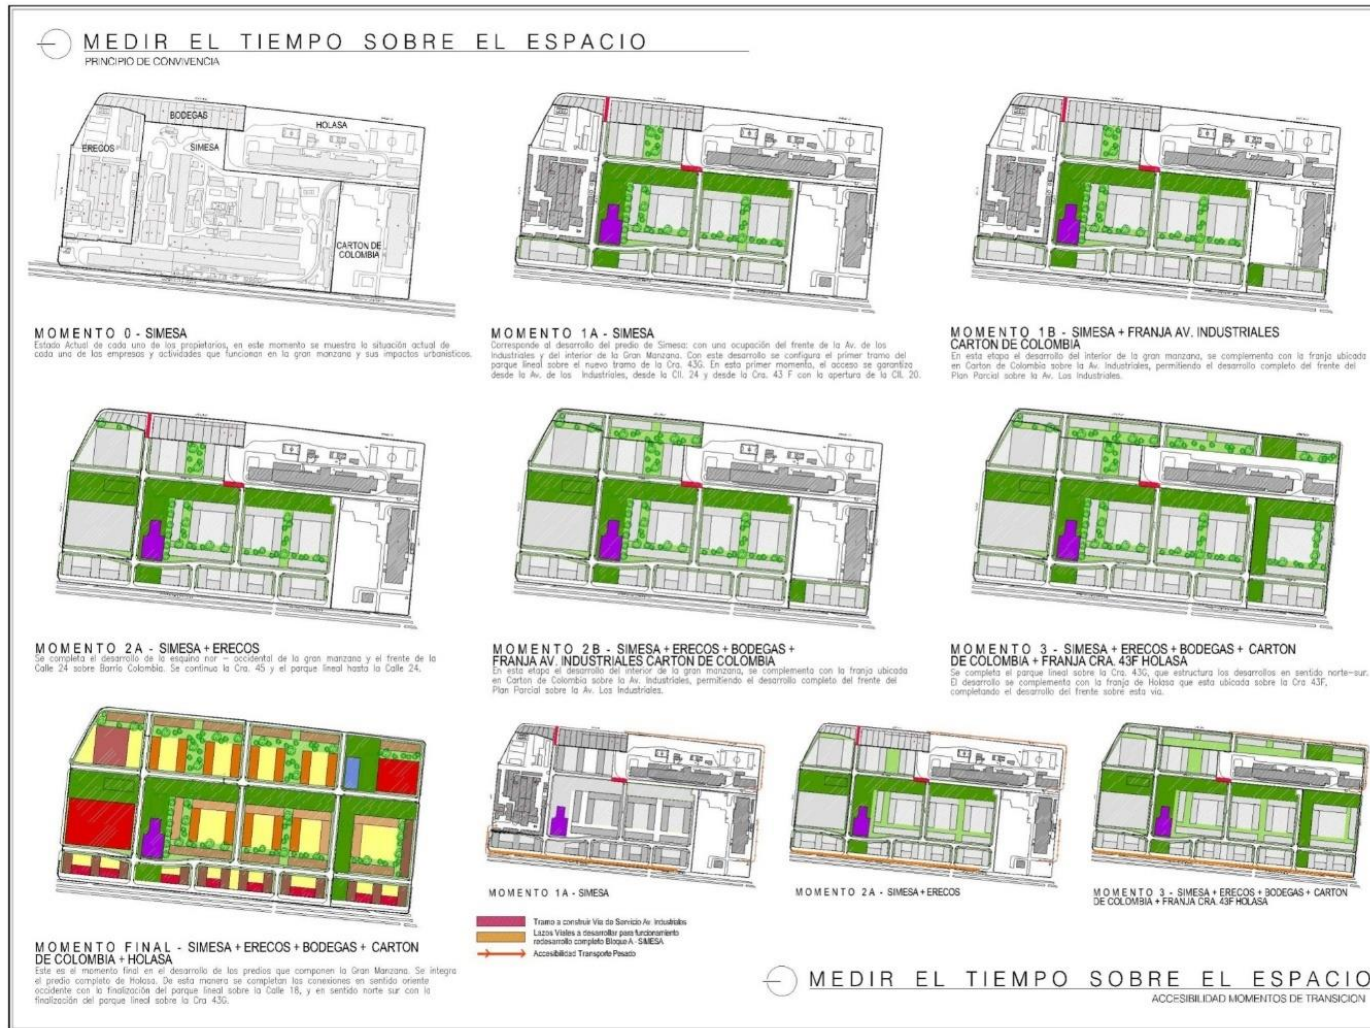 MEDIR EL TIEMPO SOBRE EL ESPACIO
PRINCIPIO DE CONVIVENCIA
BODEGAS
HOLASA
ERECOS
SIMESA
CARTON DE
COLOMBIA
MOMENTO 0 - SIMESA
Estado Actual de cada uno de los propietarios, en este momento se muestra la situación actual de
cada uno de las empresas y actividades que funcionan en la gran manzana y sus impactos urbanísticos.
MOMENTO 1A - SIMESA
Corresponde al desarrollo del predio de Simesa: con una ocupación del frente de la Av. de los
Industriales y del interior de la Gran Manzana. Con este desarrollo se configura el primer tramo del
parque lineal sobre el nuevo tramo de la Cra. 43G. En esta primer momento, el acceso se garantiza
desde la Av. de los Industriales, desde la Cll. 24 y desde la Cra. 43 F con la apertura de la Cll. 20.
MOMENTO 1B - SIMESA + FRANJA AV. INDUSTRIALES
CARTON DE COLOMBIA
En esta etapa el desarrollo del interior de la gran manzana, se complementa con la franja ubicada
en Carton de Colombia sobre la Av. Industriales, permitiendo el desarrollo completo del frente del
Plan Parcial sobre la Av. Los Industriales.
MOMENTO 2A - SIMESA + ERECOS
Se completa el desarrollo de la esquina nor - occidental de la gran manzana y el frente de la
Calle 24 sobre Barrio Colombia. Se continua la Cra. 45 y el parque lineal hasta la Calle 24.
MOMENTO 2B - SIMESA + ERECOS + BODEGAS +
FRANJA AV. INDUSTRIALES CARTON DE COLOMBIA
En esta etapa el desarrollo del interior de la gran manzana, se complementa con la franja ubicada
en Carton de Colombia sobre la Av. Industriales, permitiendo el desarrollo completo del frente del
Plan Parcial sobre la Av. Los Industriales.
MOMENTO 3 - SIMESA + ERECOS + BODEGAS + CARTON
DE COLOMBIA + FRANJA CRA. 43F HOLASA
Se completa el parque lineal sobre la Cra. 43G, que estructura los desarrollos en sentido norte-sur.
El desarrollo se complementa con la franja de Holasa que esta ubicada sobre la Cra 43F,
completando el desarrollo del frente sobre esta via.
MOMENTO FINAL - SIMESA + ERECOS + BODEGAS + CARTON
DE COLOMBIA + HOLASA
Este es el momento final en el desarrollo de los predios que componen la Gran Manzana. Se integra
el predio completo de Holasa. De esta manera se completan las conexiones en sentido oriente
occidente con la finalización del parque lineal sobre la Calle 18, y en sentido norte sur con la
finalización del parque lineal sobre la Cra 43G.
MOMENTO 1A - SIMESA
MOMENTO 2A - SIMESA + ERECOS
MOMENTO 3 - SIMESA + ERECOS + BODEGAS + CARTON
DE COLOMBIA + FRANJA CRA. 43F HOLASA
Tramo a construir Via de Servicio Av. Industriales
Lazos Viales a desarrollar para funcionamiento
redesarrollo completo Bloque A - SIMESA
Accesibilidad Transporte Pesado
MEDIR EL TIEMPO SOBRE EL ESPACIO
ACCESIBILIDAD MOMENTOS DE TRANSICION